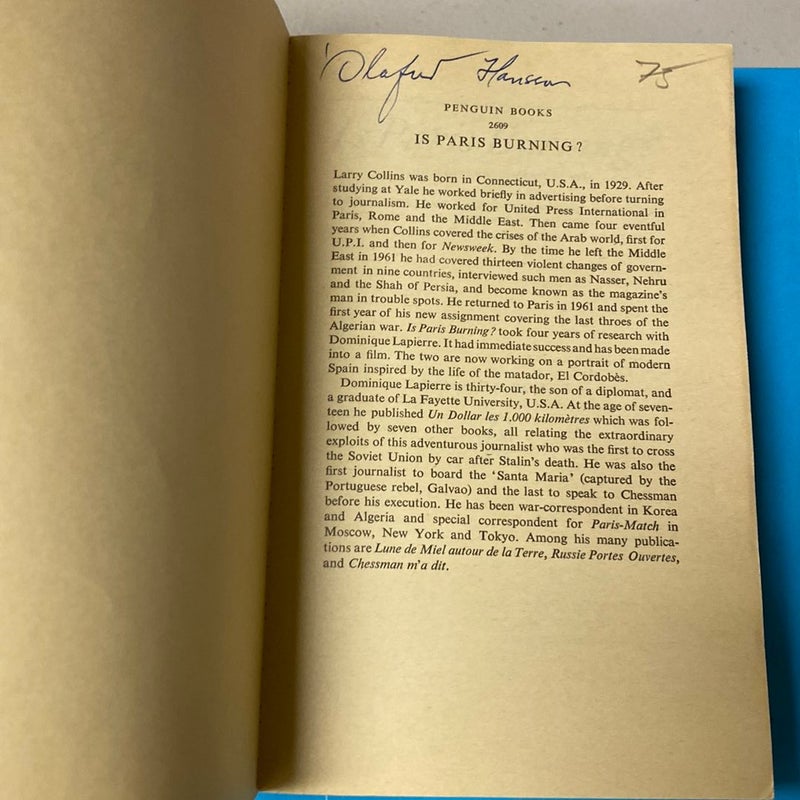 Olafur Hanson 75
PENGUIN BOOKS
2609
IS PARIS BURNING?
Larry Collins was born in Connecticut, U.S.A., in 1929. After
studying at Yale he worked briefly in advertising before turning
to journalism. He worked for United Press International in
Paris, Rome and the Middle East. Then came four eventful
years when Collins covered the crises of the Arab world, first for
U.P.I. and then for Newsweek. By the time he left the Middle
East in 1961 he had covered thirteen violent changes of govern-
ment in nine countries, interviewed such men as Nasser, Nehru
and the Shah of Persia, and become known as the magazine's
man in trouble spots. He returned to Paris in 1961 and spent the
first year of his new assignment covering the last throes of the
Algerian war. Is Paris Burning? took four years of research with
Dominique Lapierre. It had immediate success and has been made
into a film. The two are now working on a portrait of modern
Spain inspired by the life of the matador, El Cordobès.
Dominique Lapierre is thirty-four, the son of a diplomat, and
a graduate of La Fayette University, U.S.A. At the age of seven-
teen he published Un Dollar les 1.000 kilomètres which was fol-
lowed by seven other books, all relating the extraordinary
exploits of this adventurous journalist who was the first to cross
the Soviet Union by car after Stalin's death. He was also the
first journalist to board the 'Santa Maria' (captured by the
Portuguese rebel, Galvao) and the last to speak to Chessman
before his execution. He has been war-correspondent in Korea
and Algeria and special correspondent for Paris-Match in
Moscow, New York and Tokyo. Among his many publica-
tions are Lune de Miel autour de la Terre, Russie Portes Ouvertes,
and Chessman m'a dit.